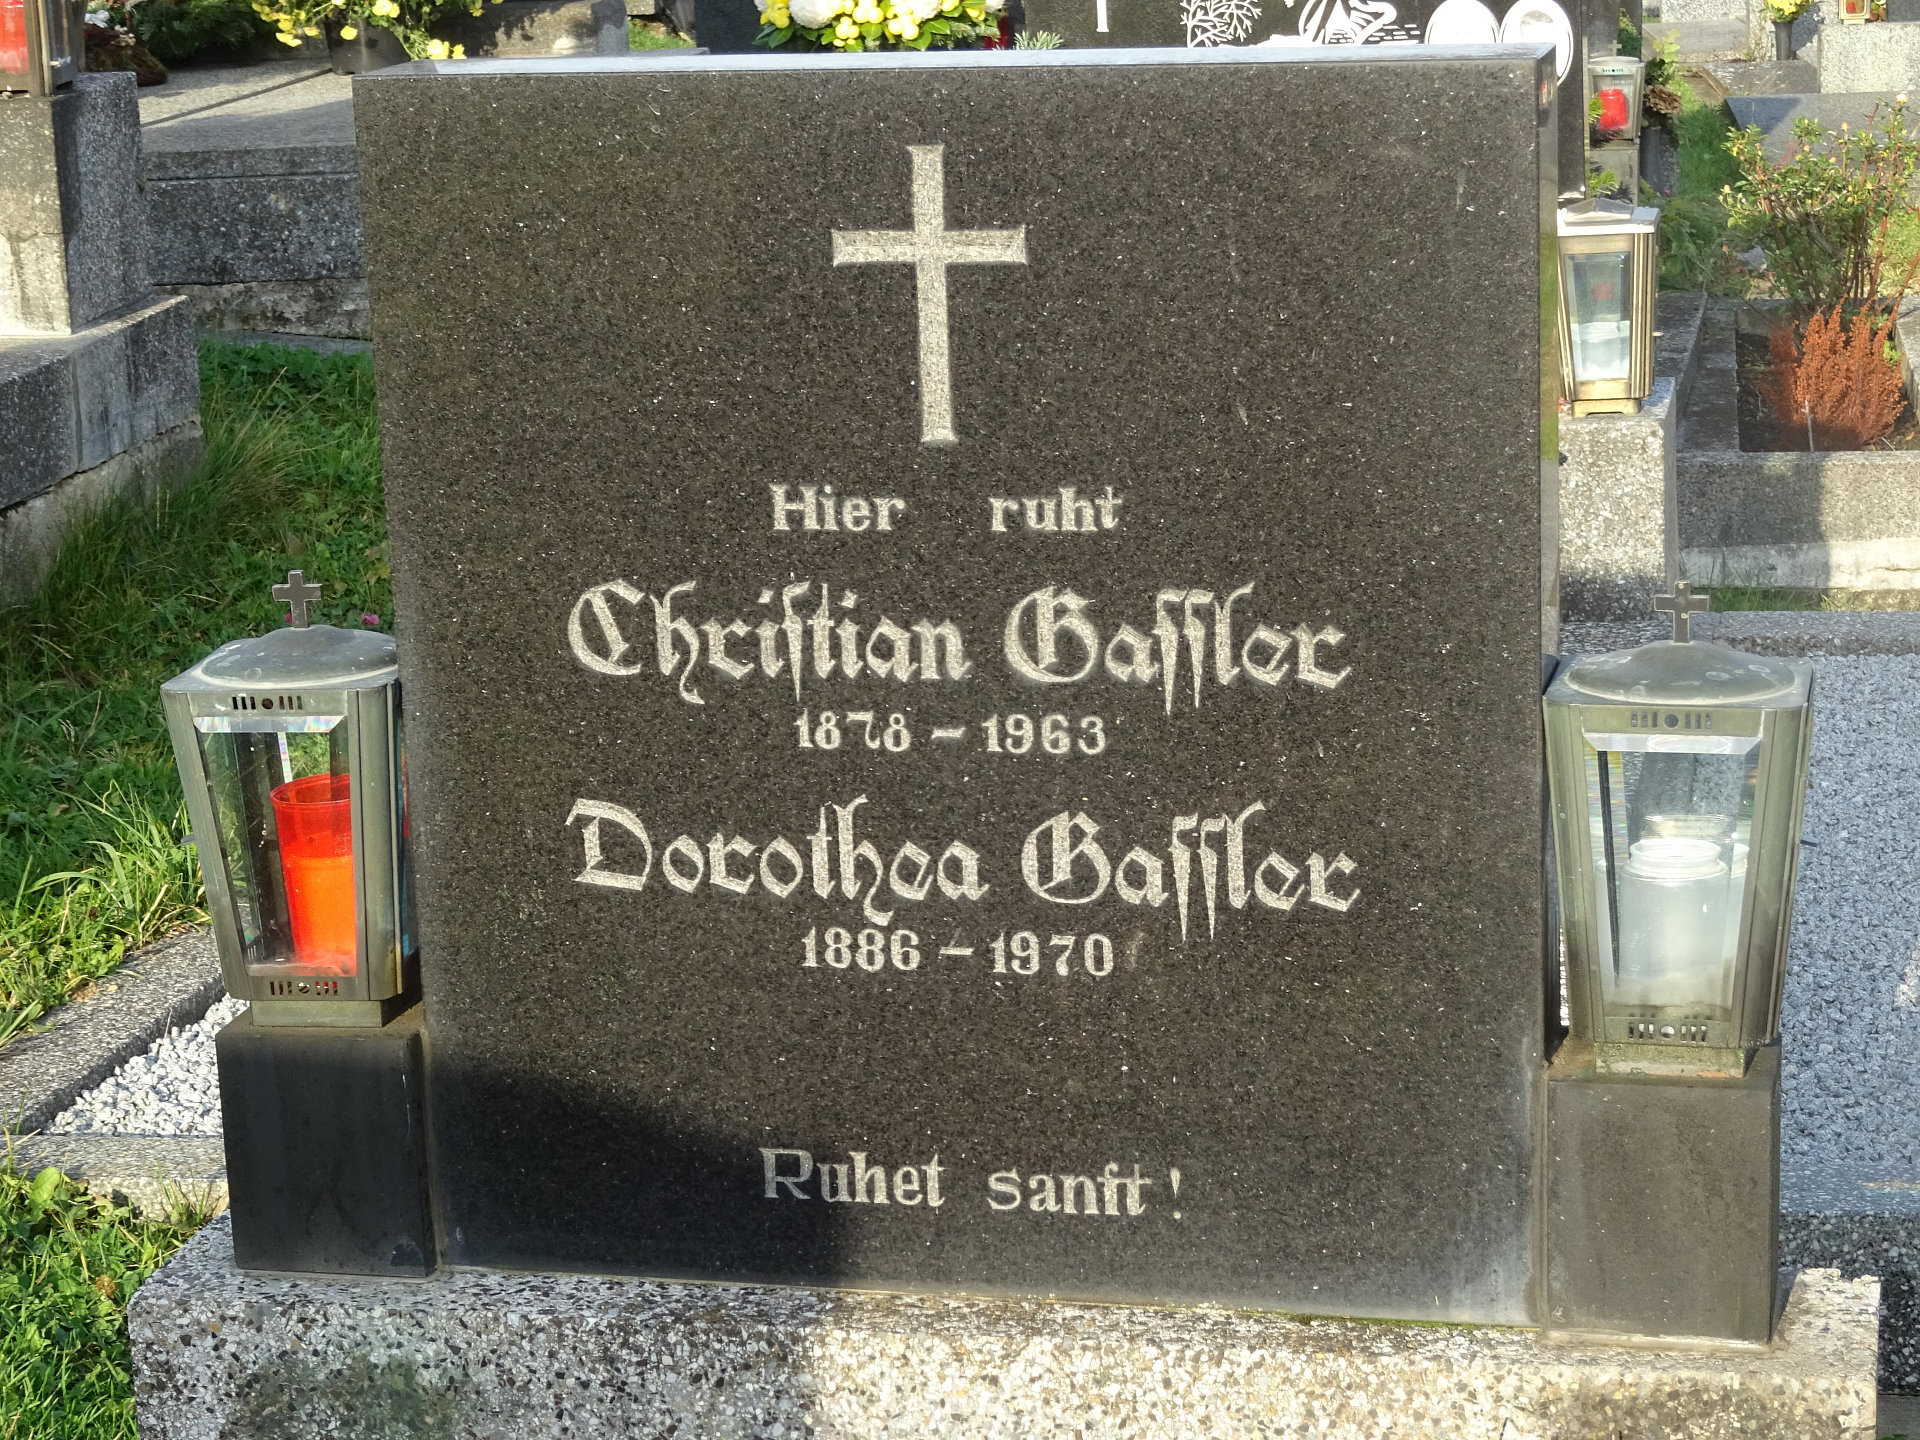 Hier ruht
Chriſtian Gaſſler
1878 – 1963
Dorothea Gaſſler
1886 – 1970
Ruhet sanft!